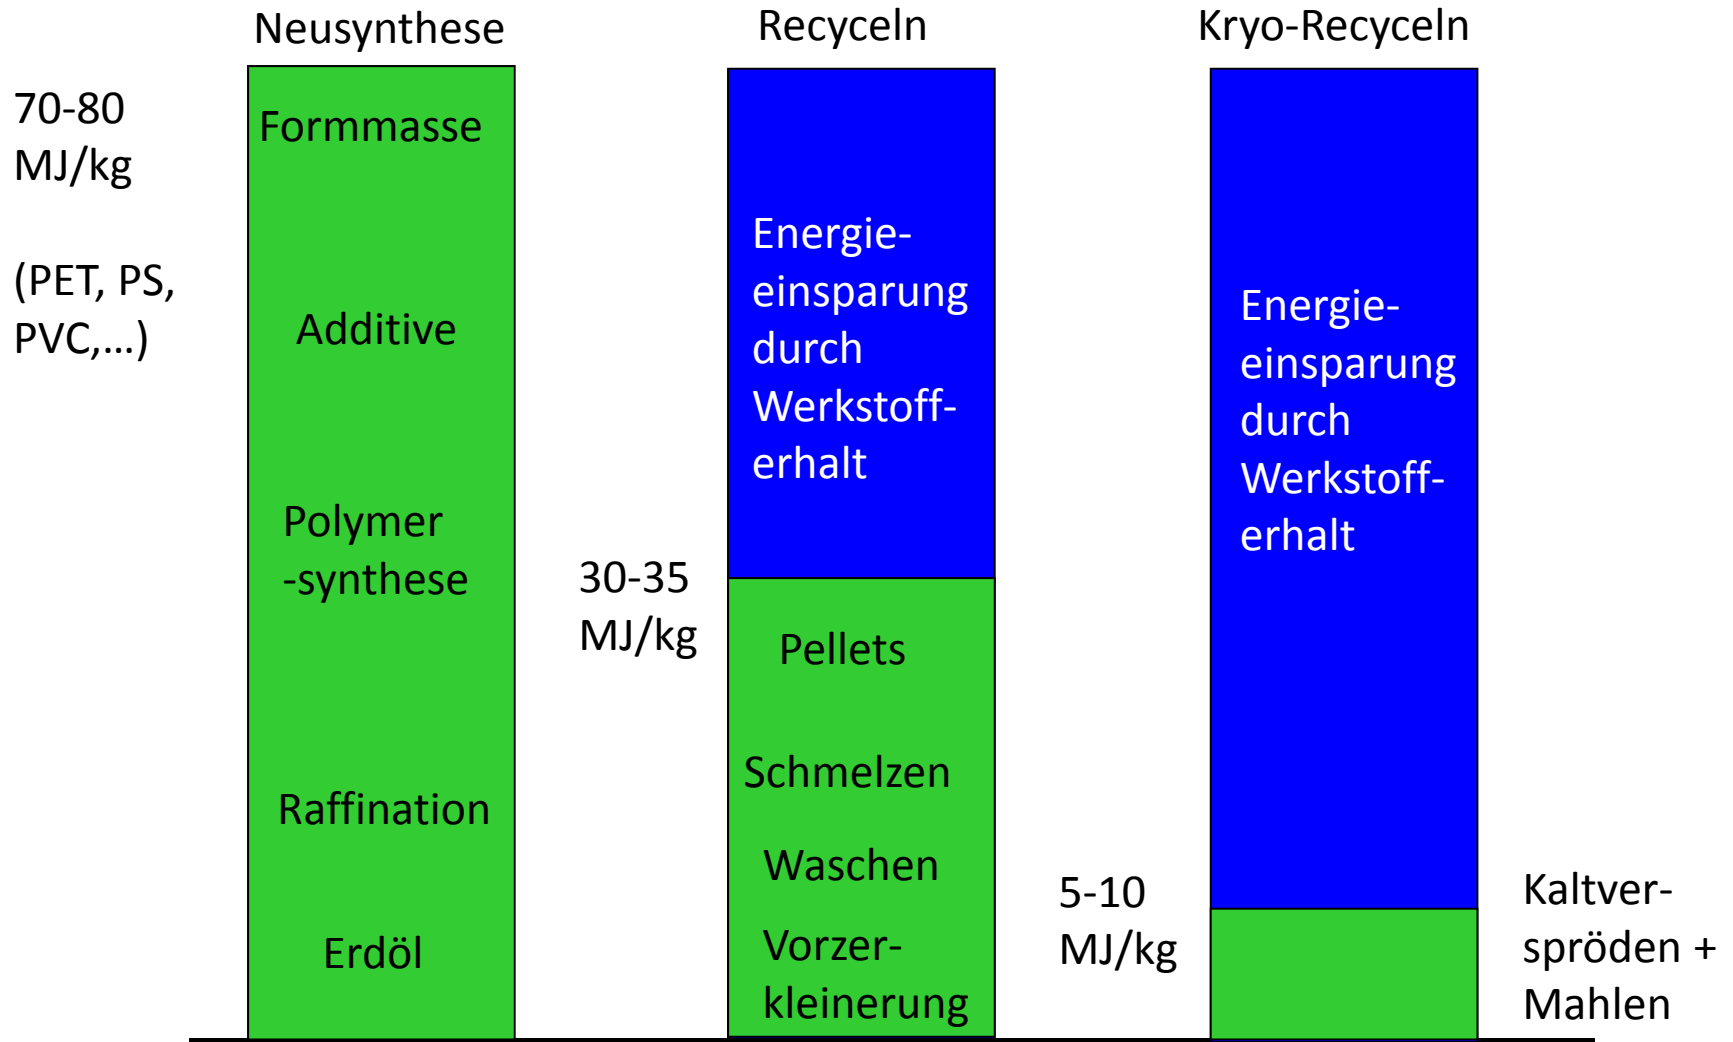 Neusynthese
Recyceln
Kryo-Recyceln
70-80
MJ/kg
(PET, PS,
PVC,...)
Formmasse
Additive
Polymer
-synthese
Raffination
Erdöl
30-35
MJ/kg
Energie-
einsparung
durch
Werkstoff-
erhalt
Pellets
Schmelzen
Waschen
Vorzer-
kleinerung
5-10
MJ/kg
Energie-
einsparung
durch
Werkstoff-
erhalt
Kaltver-
spröden +
Mahlen